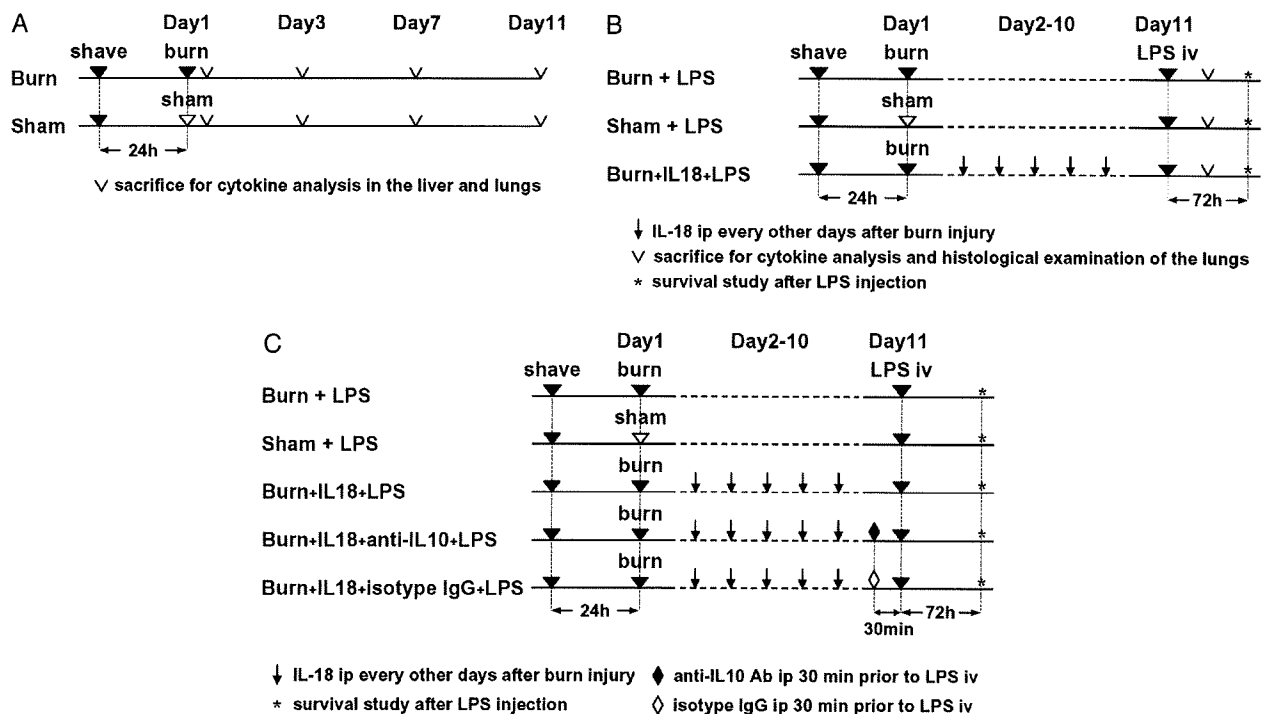 A
Day1 Day3 Day7 Day11
shave burn
Burn
sham
Sham
24h
sacrifice for cytokine analysis in the liver and lungs
B
Day1 Day2-10 Day11
shave burn LPS iv
Burn + LPS
sham
Sham + LPS
burn
Burn+IL18+LPS
24h 72h
IL-18 ip every other days after burn injury
sacrifice for cytokine analysis and histological examination of the lungs
* survival study after LPS injection
C
Day1 Day2-10 Day11
shave burn LPS iv
Burn + LPS
sham
Sham + LPS
burn
Burn+IL18+LPS
burn
Burn+IL18+anti-IL10+LPS
burn
Burn+IL18+isotype IgG+LPS
24h 72h
30min
IL-18 ip every other days after burn injury
* survival study after LPS injection
anti-IL10 Ab ip 30 min prior to LPS iv
isotype IgG ip 30 min prior to LPS iv